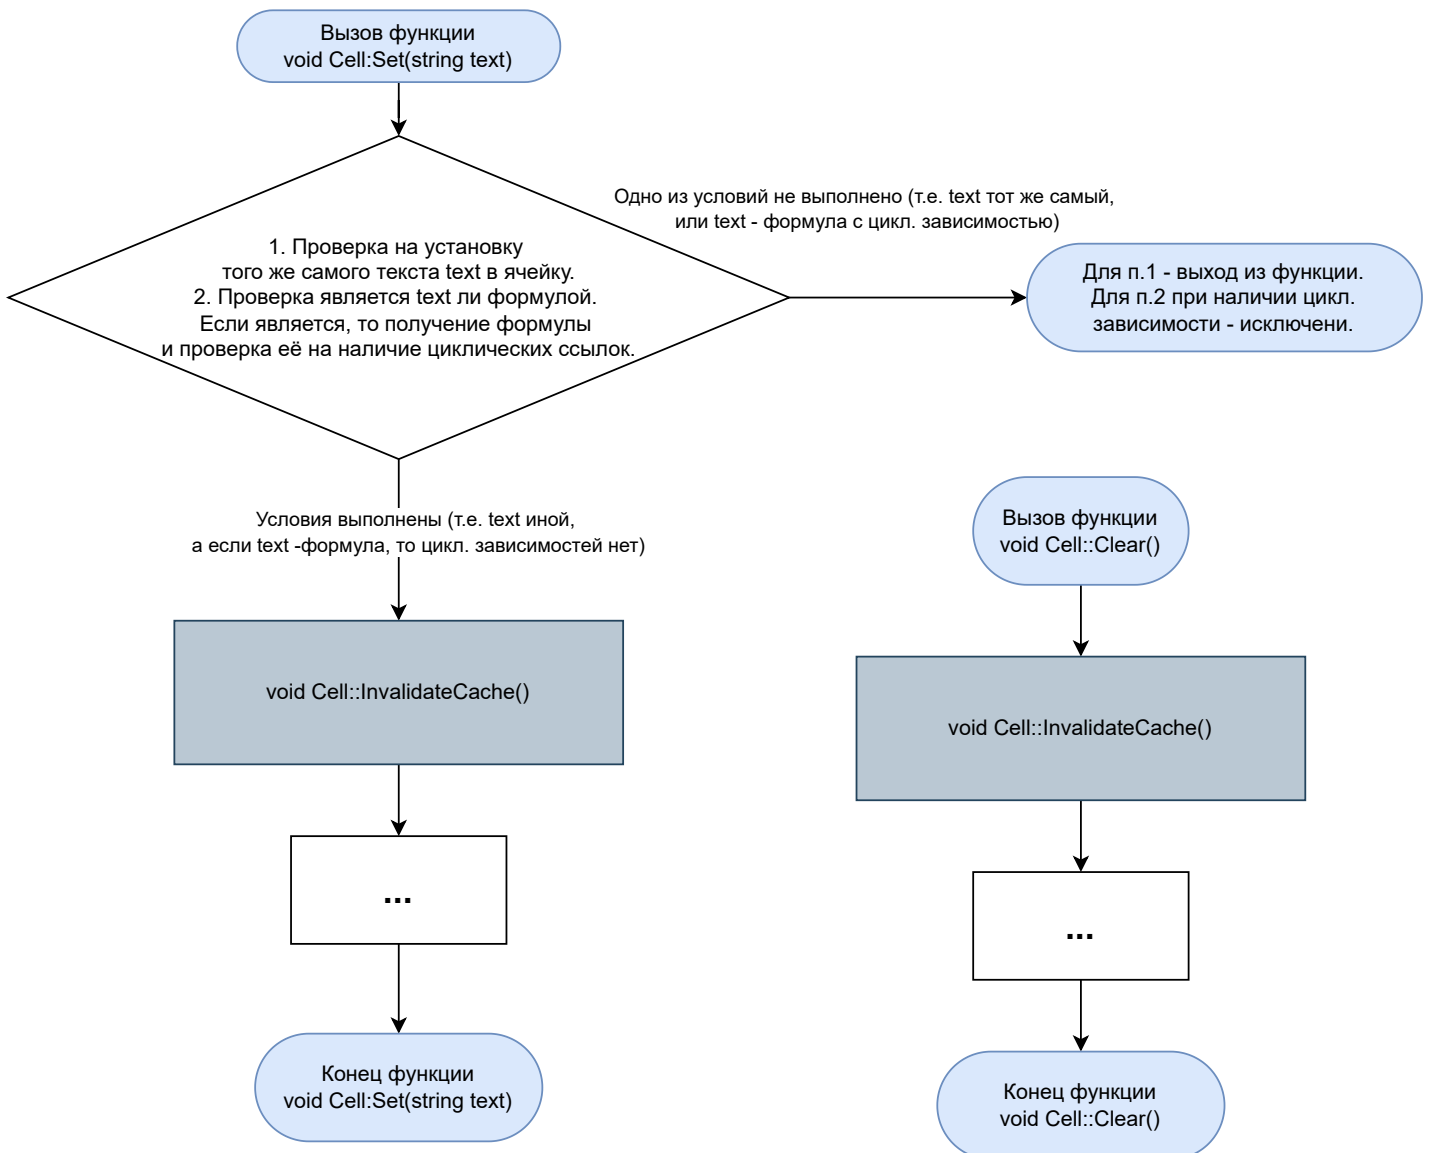 Вызов функции
void Cell:Set(string text)
Одно из условий не выполнено (т.е. text тот же самый,
или text - формула с цикл. зависимостью)
1. Проверка на установку
того же самого текста text в ячейку.
2. Проверка является text ли формулой.
Если является, то получение формулы
и проверка её на наличие циклических ссылок.
Для п.1 - выход из функции.
Для п.2 при наличии цикл.
зависимости - исключени.
Условия выполнены (т.е. text иной,
а если text -формула, то цикл. зависимостей нет)
void Cell::InvalidateCache()
...
Конец функции
void Cell:Set(string text)
Вызов функции
void Cell::Clear()
void Cell::InvalidateCache()
...
Конец функции
void Cell::Clear()